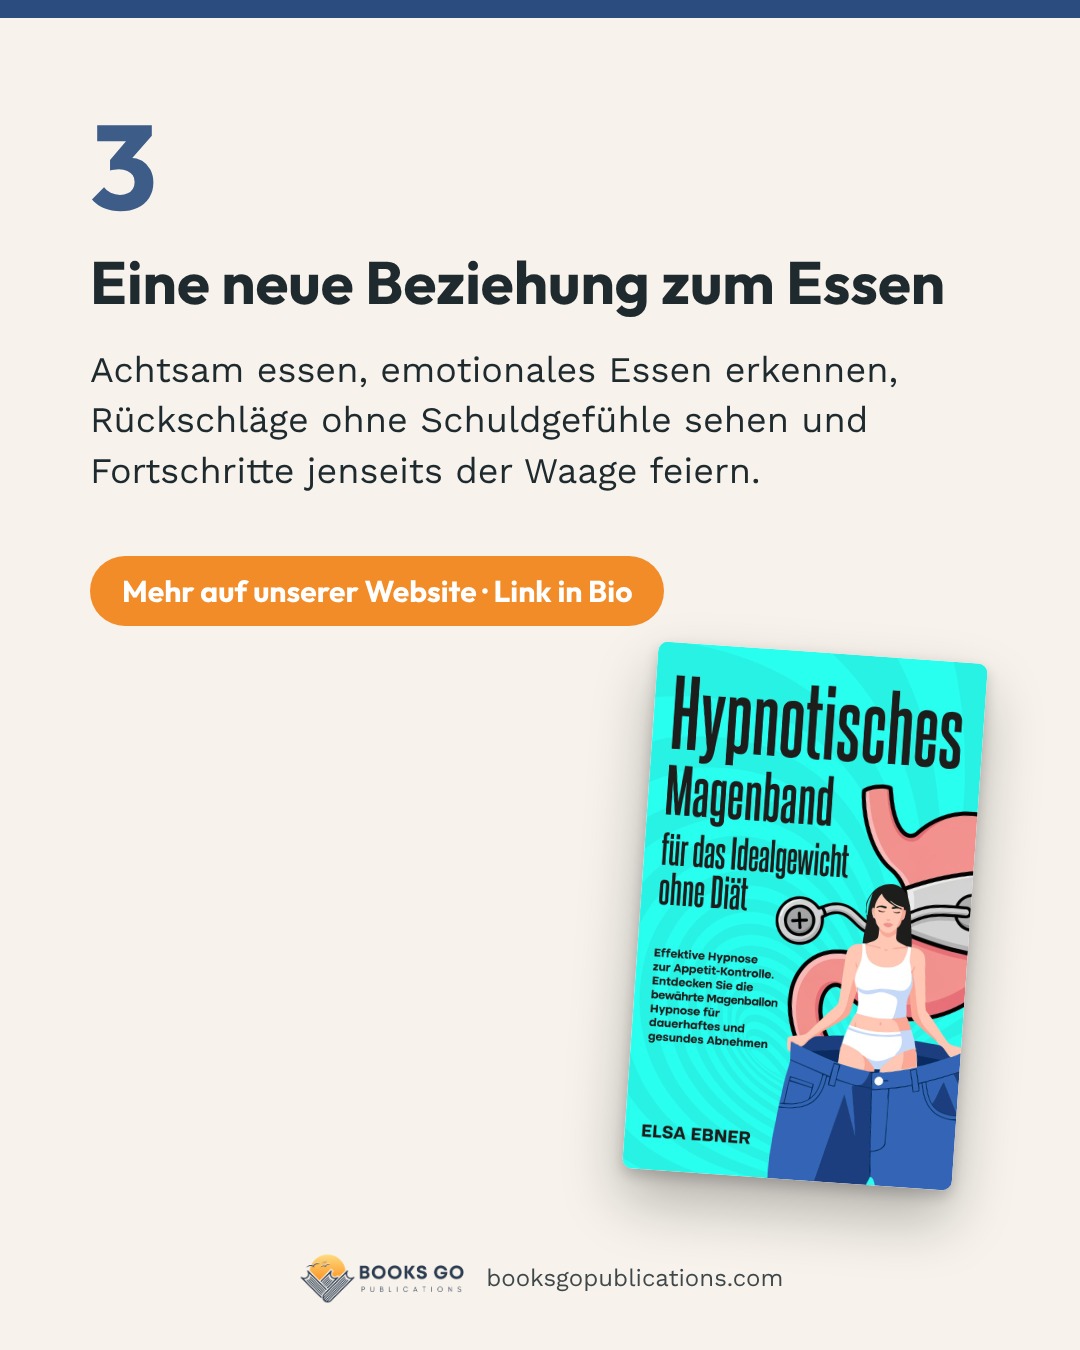 3
Eine neue Beziehung zum Essen
Achtsam essen, emotionales Essen erkennen,
Rückschläge ohne Schuldgefühle sehen und
Fortschritte jenseits der Waage feiern.
Mehr auf unserer Website · Link in Bio
Hypnotisches
Magenband
für das Idealgewicht
ohne Diät
Effektive Hypnose
zur Appetit-Kontrolle.
Entdecken Sie die
bewährte Magenballon
Hypnose für
dauerhaftes und
gesundes Abnehmen
ELSA EBNER
BOOKS GO
PUBLICATIONS
booksgopublications.com